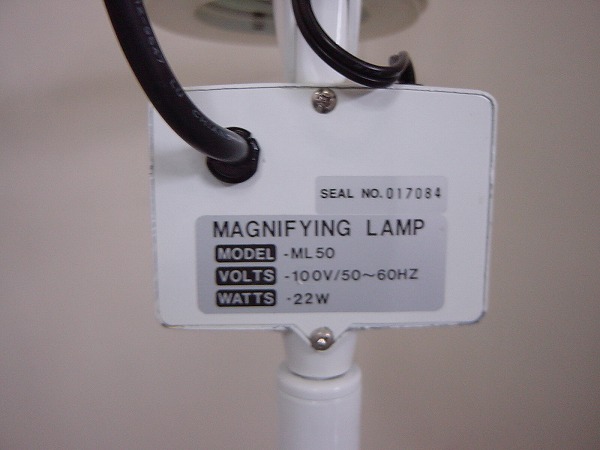 SEAL NO. 017084
MAGNIFYING LAMP
MODEL -ML50
VOLTS -100V/50~60HZ
WATTS -22W